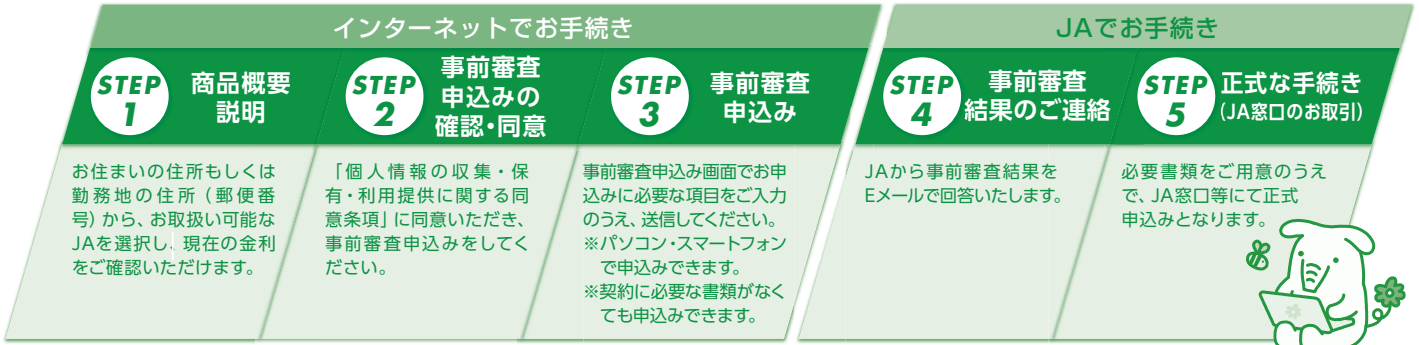 インターネットでお手続き
STEP
1
商品概要
説明
お住まいの住所もしくは
勤務地の住所（郵便番
号）から、お取扱い可能な
JAを選択し、現在の金利
をご確認いただけます。
STEP
2
事前審査
申込みの
確認・同意
「個人情報の収集・保
有・利用提供に関する同
意条項」に同意いただき、
事前審査申込みをしてく
ださい。
STEP
3
事前審査
申込み
事前審査申込み画面でお申
込みに必要な項目をご入力
のうえ、送信してください。
※パソコン・スマートフォン
で申込みできます。
※契約に必要な書類がなく
ても申込みできます。
JAでお手続き
STEP
4
事前審査
結果のご連絡
JAから事前審査結果を
Eメールで回答いたします。
STEP
5
正式な手続き
（JA窓口のお取引）
必要書類をご用意のうえ
で、JA窓口等にて正式
申込みとなります。